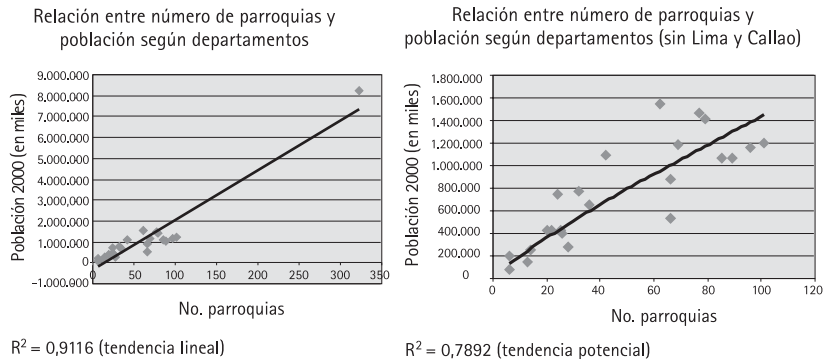 Relación entre número de parroquias y
población según departamentos
Población 2000 (en miles)
9.000.000
8.000.000
7.000.000
6.000.000
5.000.000
4.000.000
3.000.000
2.000.000
1.000.000
0
–1.000.000
0 50 100 150 200 250 300 350
No. parroquias
R² = 0,9116 (tendencia lineal)
Relación entre número de parroquias y
población según departamentos (sin Lima y Callao)
Población 2000 (en miles)
1.800.000
1.600.000
1.400.000
1.200.000
1.000.000
800.000
600.000
400.000
200.000
0
0 20 40 60 80 100 120
No. parroquias
R² = 0,7892 (tendencia potencial)